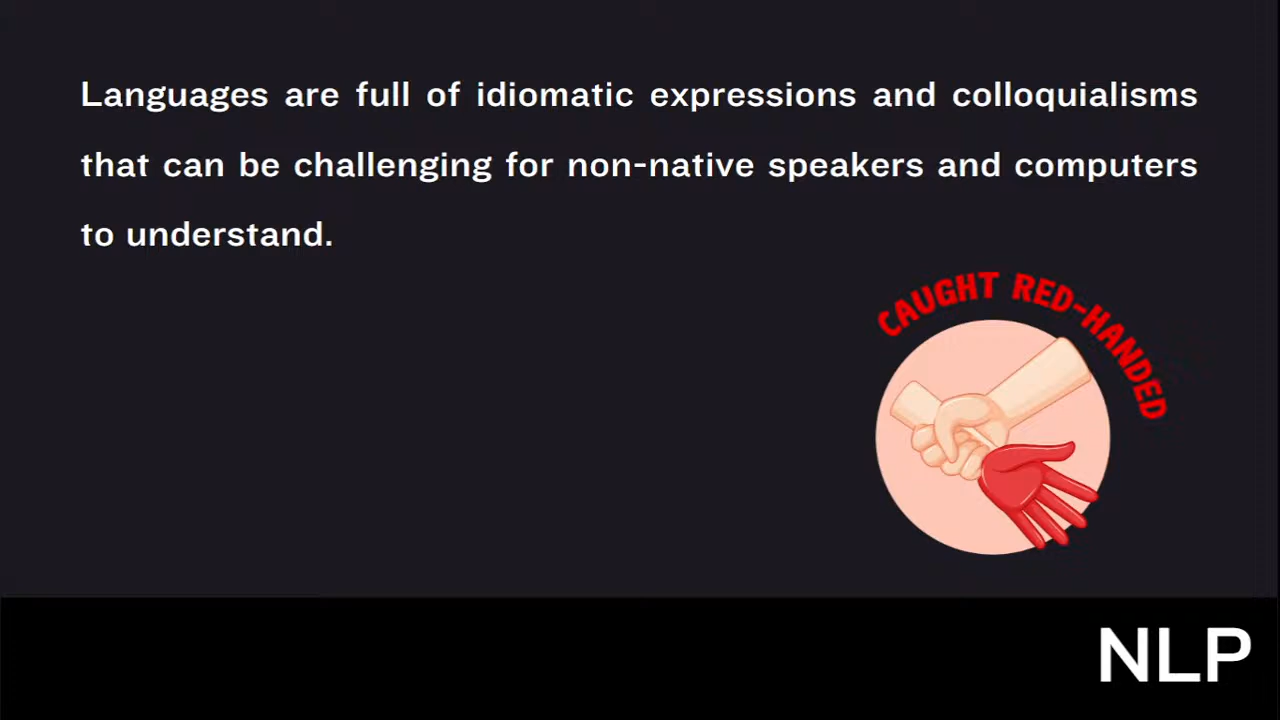 Languages are full of idiomatic expressions and colloquialisms
that can be challenging for non-native speakers and computers
to understand.
CAUGHT RED-HANDED
NLP